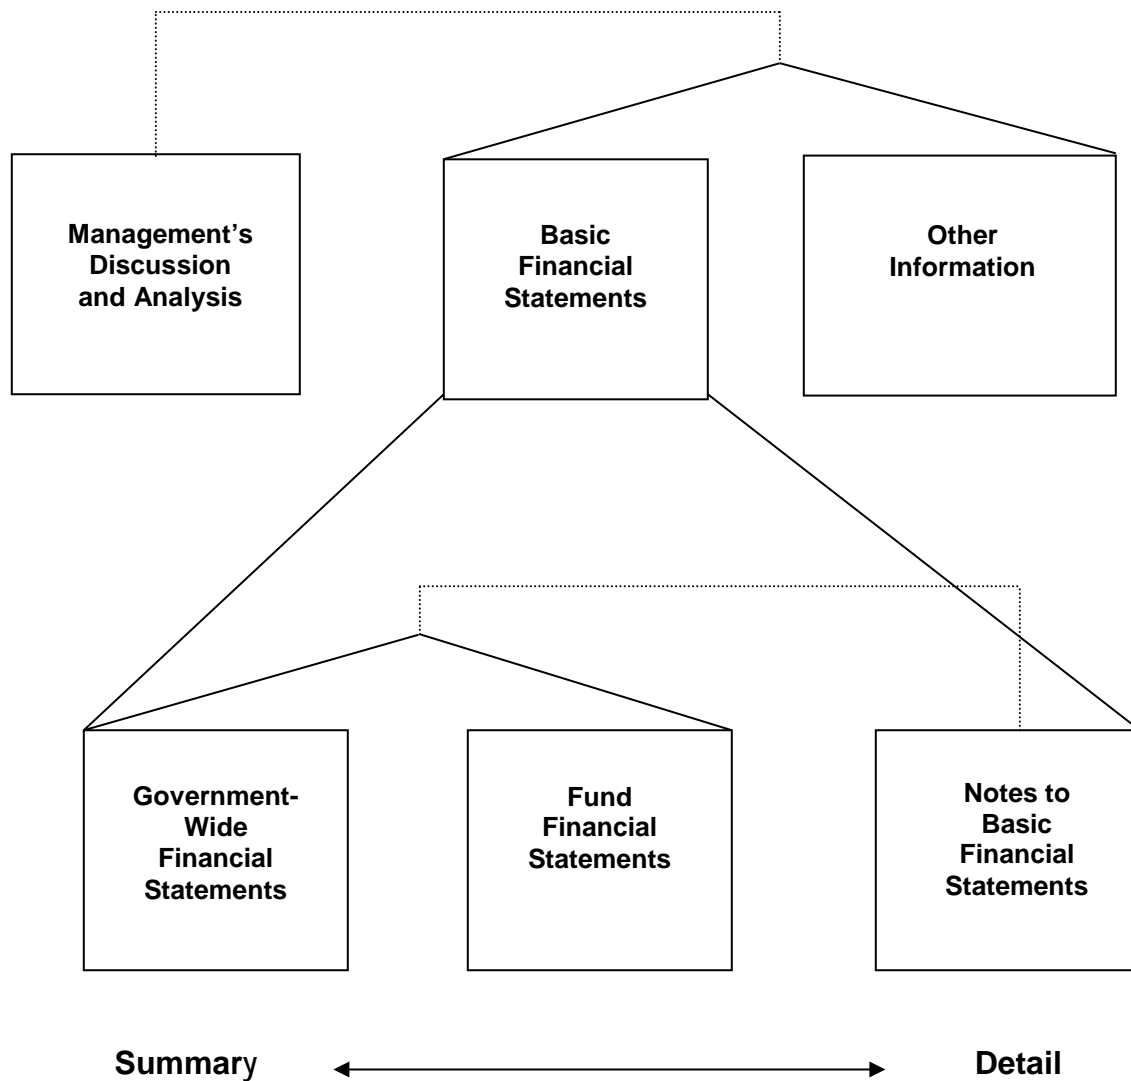 Management’s
Discussion
and Analysis
Basic
Financial
Statements
Other
Information
Government-
Wide
Financial
Statements
Fund
Financial
Statements
Notes to
Basic
Financial
Statements
Summary
Detail